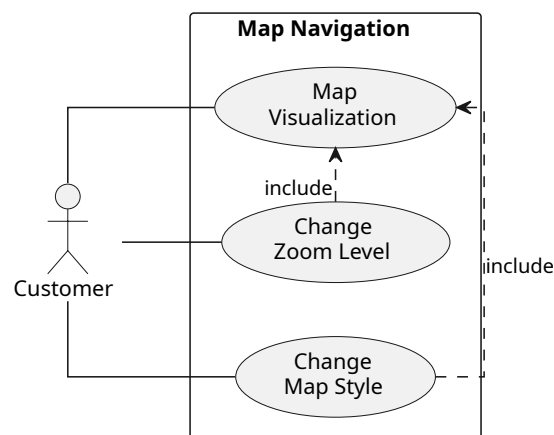 Map Navigation
Map
Visualization
include
Change
Zoom Level
Customer
include
Change
Map Style